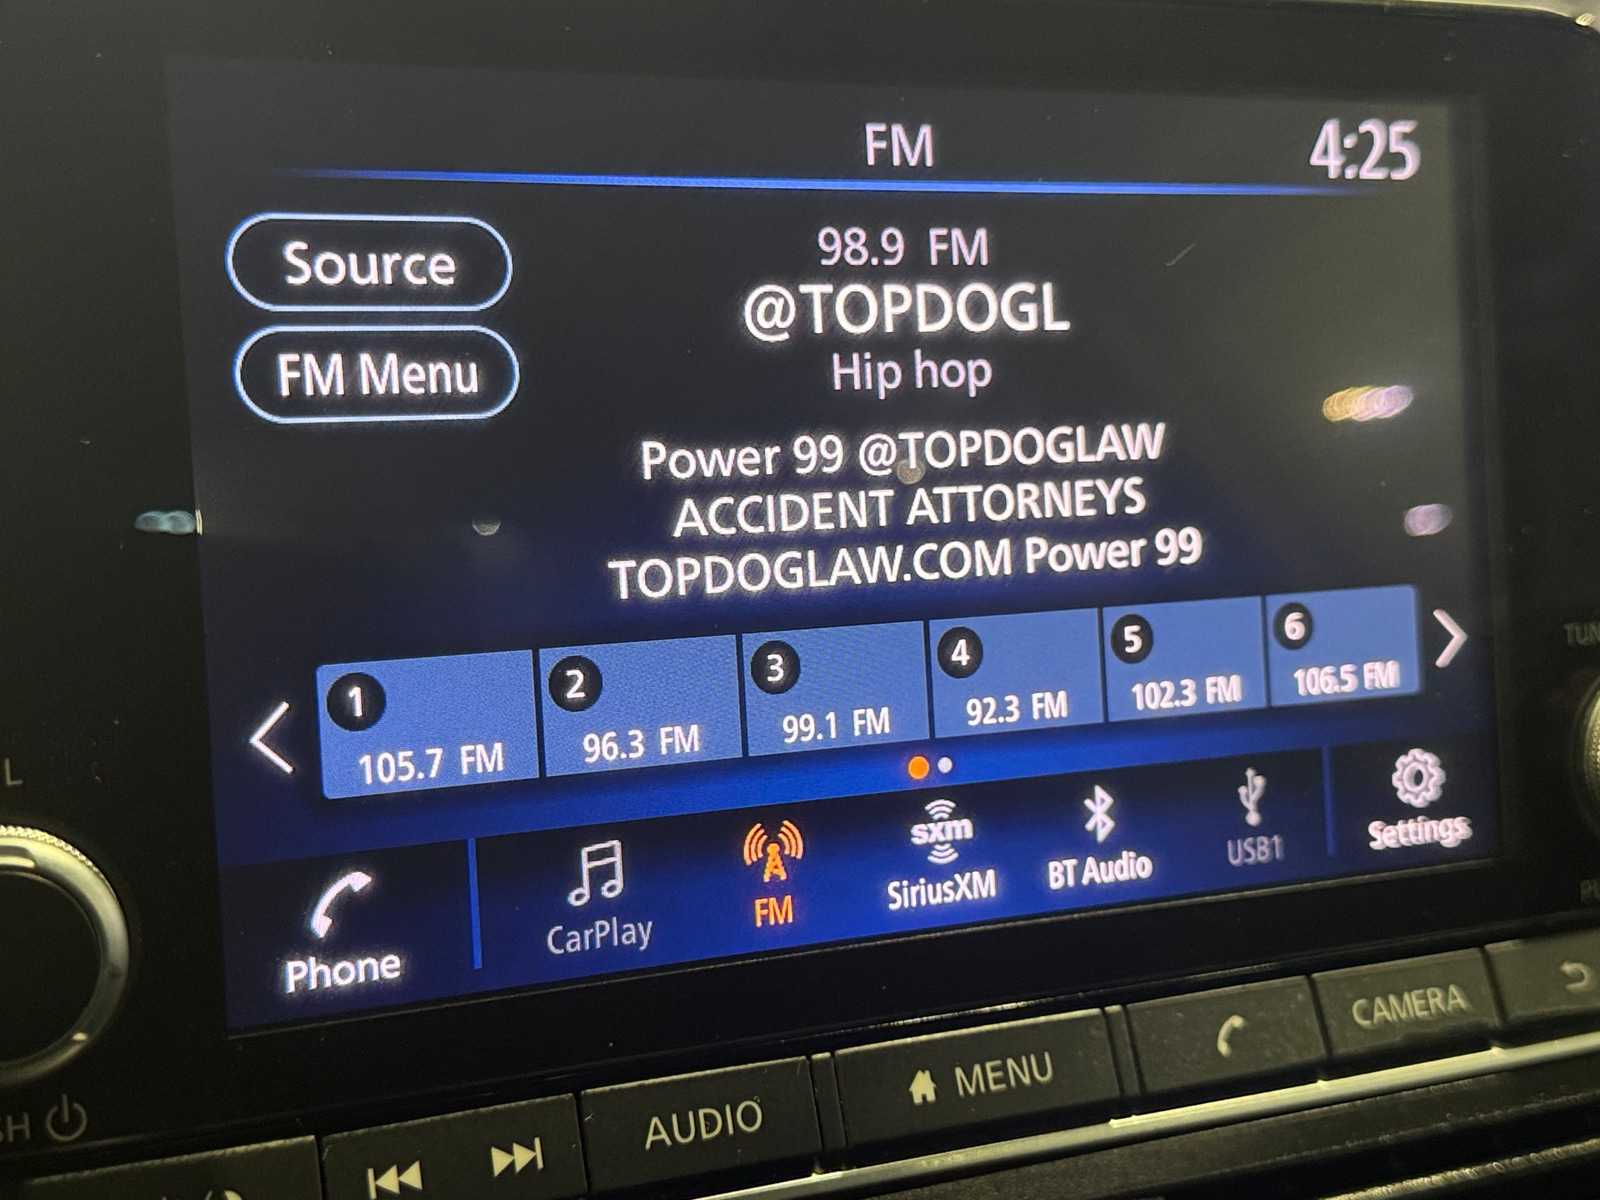 FM
4:25
Source
98.9 FM
@TOPDOGL
FM Menu
Hip hop
Power 99 @TOPDOGLAW
ACCIDENT ATTORNEYS
TOPDOGLAW.COM Power 99
1
105.7 FM
2
96.3 FM
3
99.1 FM
4
92.3 FM
5
102.3 FM
6
106.5 FM
Phone
CarPlay
FM
sxm
SiriusXM
BT Audio
USB1
Settings
AUDIO
MENU
CAMERA